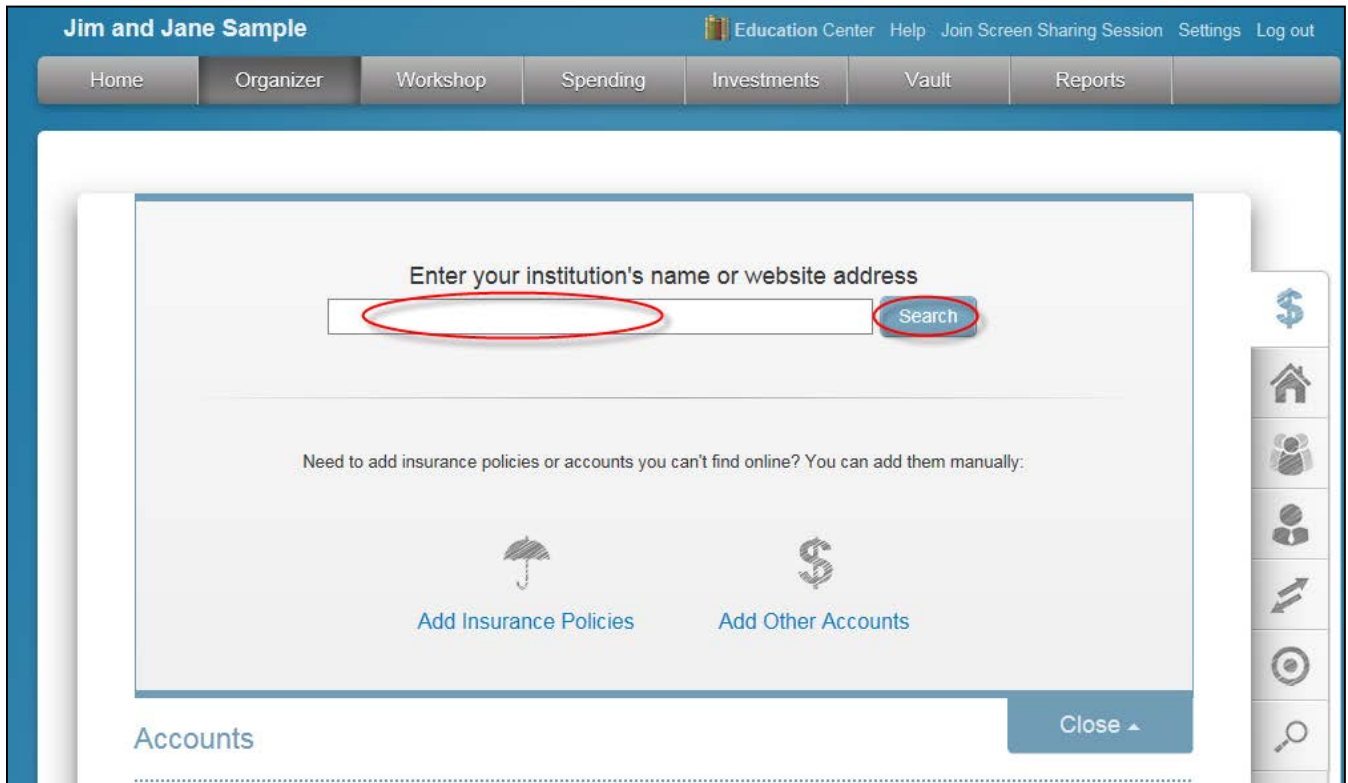 Jim and Jane Sample Education Center Help Join Screen Sharing Session Settings Log out
Home Organizer Workshop Spending Investments Vault Reports
Enter your institution's name or website address
Search
Need to add insurance policies or accounts you can't find online? You can add them manually:
Add Insurance Policies Add Other Accounts
Close
Accounts